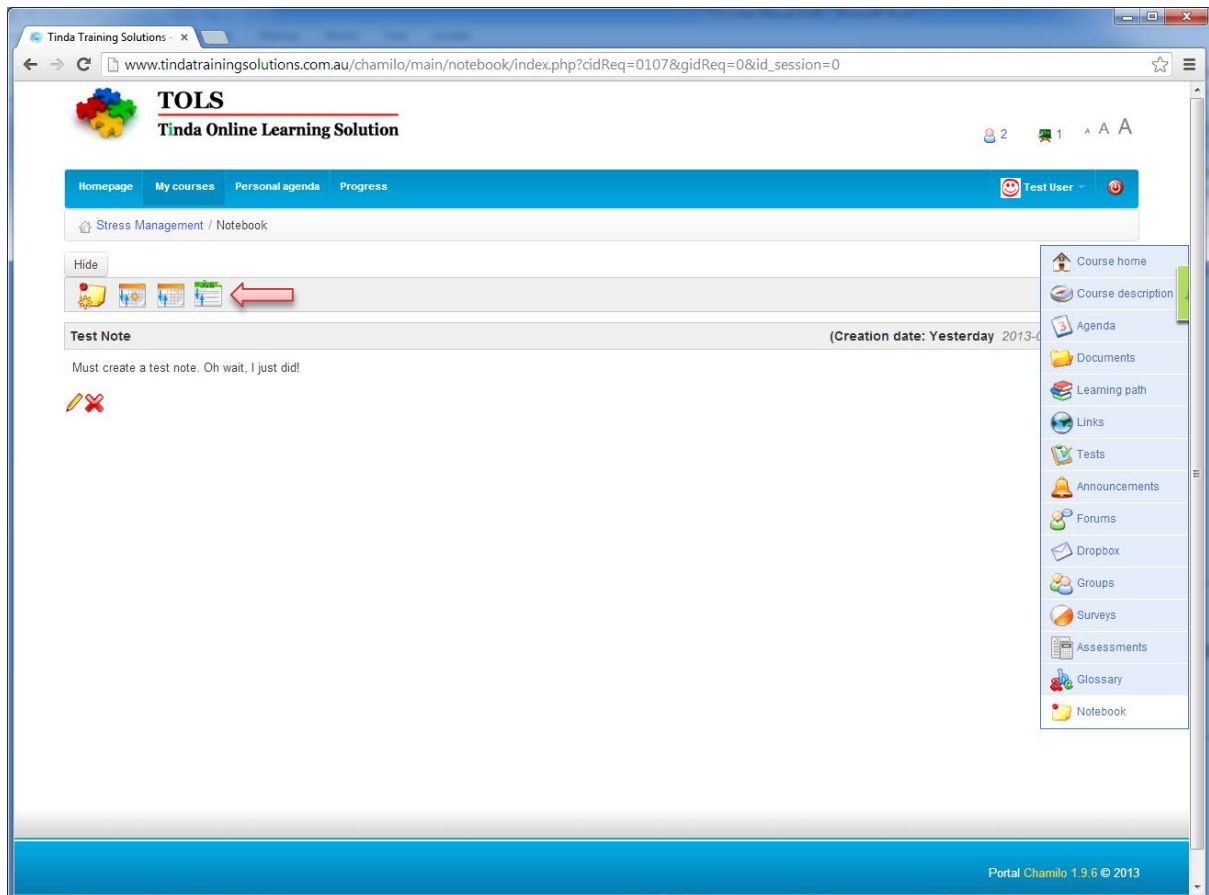 Tinda Training Solutions -
www.tindatrainingsolutions.com.au/chamilo/main/notebook/index.php?cidReq=0107&gidReq=0&id_session=0
TOLS
Tinda Online Learning Solution
2 1 A A A
Homepage My courses Personal agenda Progress Test User
Stress Management / Notebook
Hide
Test Note (Creation date: Yesterday
Must create a test note. Oh wait, I just did!
Course home
Course description
Agenda
Documents
Learning path
Links
Tests
Announcements
Forums
Dropbox
Groups
Surveys
Assessments
Glossary
Notebook
Portal Chamilo 1.9.6 © 2013